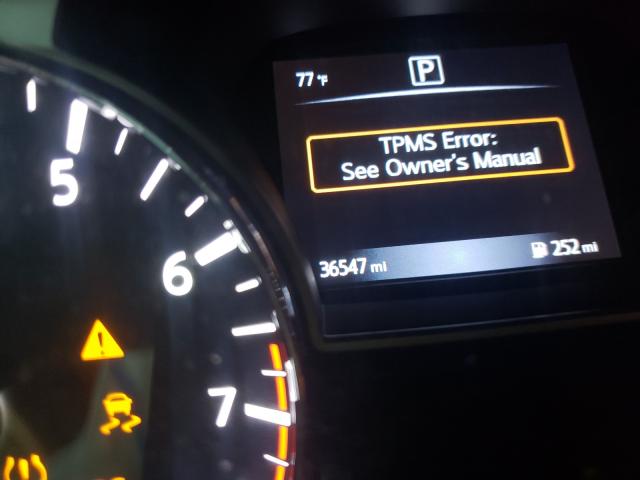 77°F
P
TPMS Error:
See Owner's Manual
36547 mi
252 mi
5
6
7